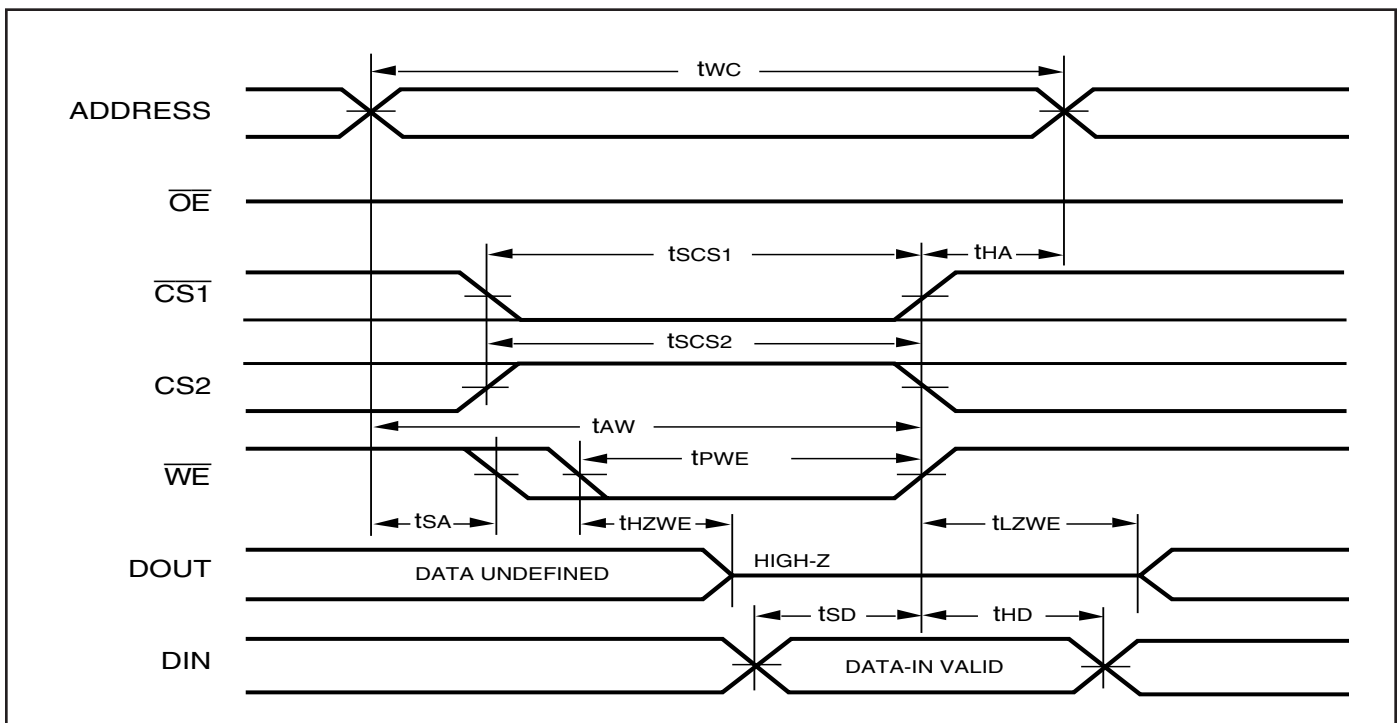 tWC
ADDRESS
OE
tSCS1
tHA
CS1
tSCS2
CS2
tAW
tPWE
WE
tSA
tHZWE
tLZWE
DOUT
DATA UNDEFINED
HIGH-Z
tSD
tHD
DIN
DATA-IN VALID